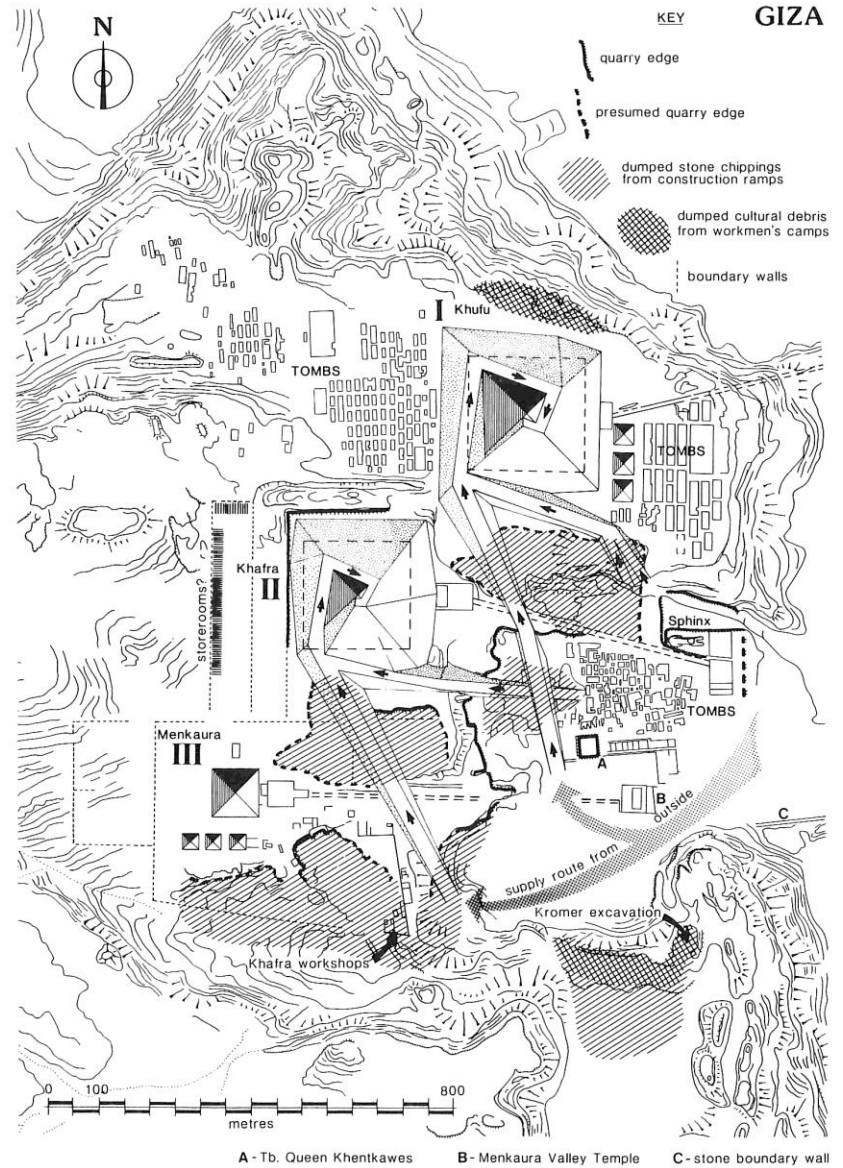 GIZA
KEY
N
quarry edge
presumed quarry edge
dumped stone chippings
from construction ramps
dumped cultural debris
from workmen's camps
boundary walls
I Khufu
TOMBS
TOMBS
Khafra
II
storerooms?
Sphinx
TOMBS
Menkaura
III
A
B
C
supply route from outside
Kromer excavation
Khafra workshops
0 100 800
metres
A - Tb. Queen Khentkawes B - Menkaura Valley Temple C - stone boundary wall